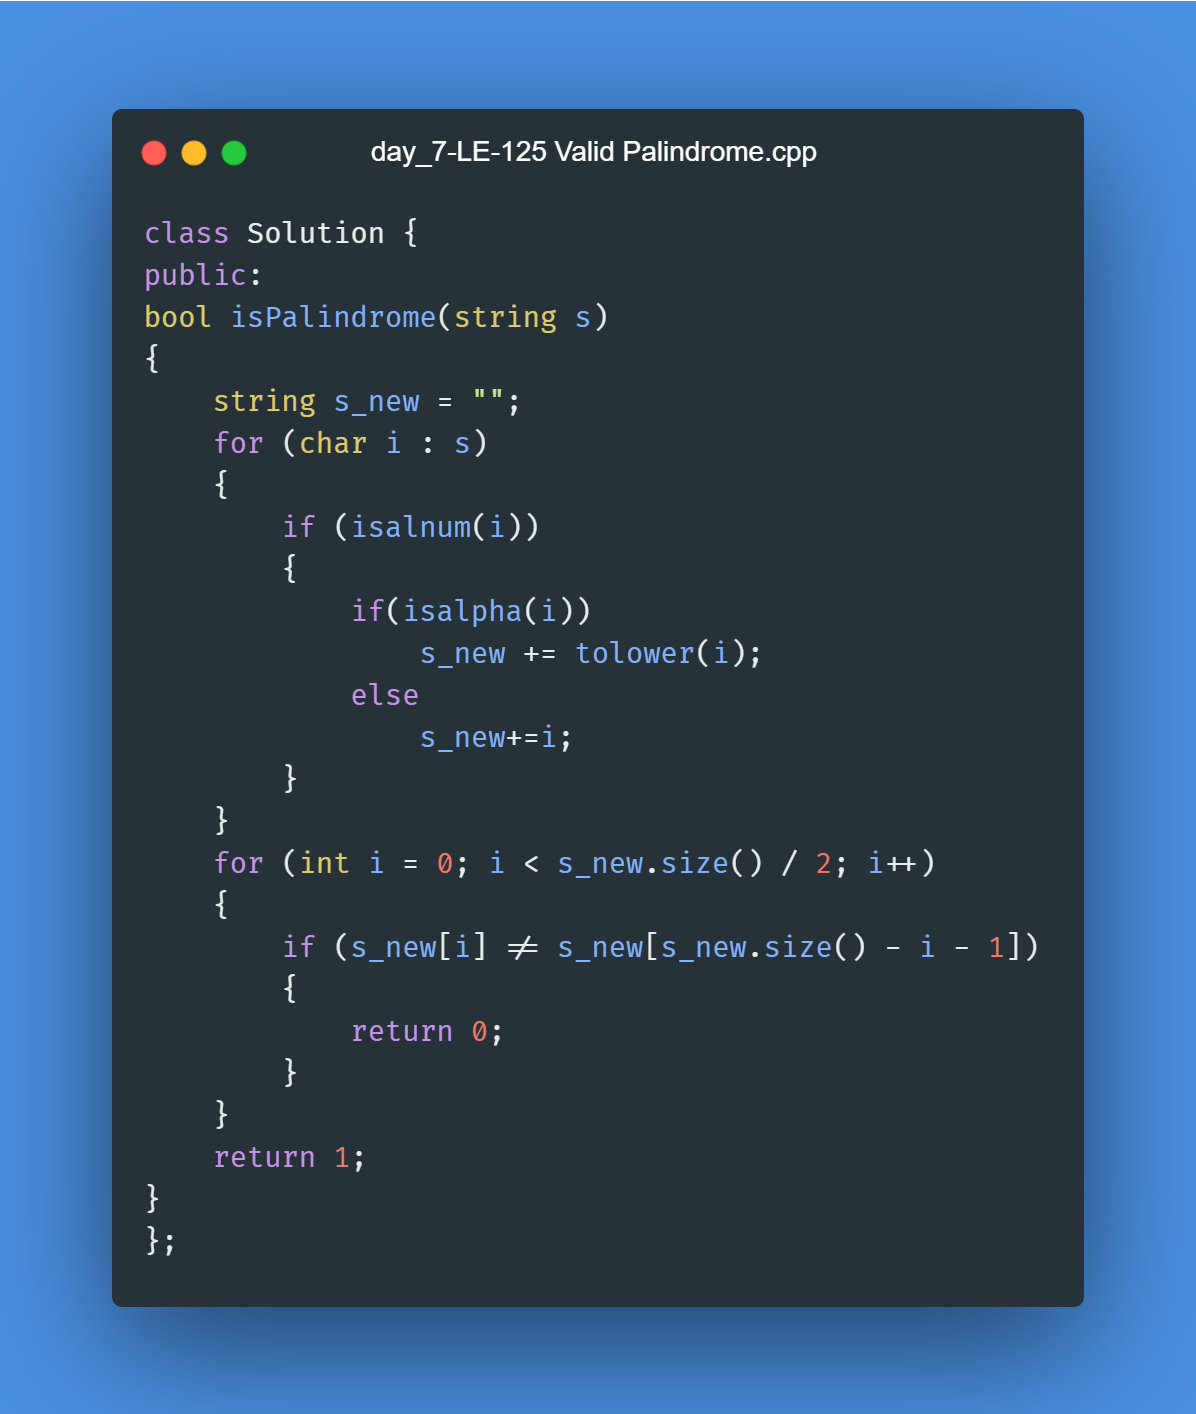 day_7-LE-125 Valid Palindrome.cpp
class Solution {
public:
bool isPalindrome(string s)
{
    string s_new = "";
    for (char i : s)
    {
        if (isalnum(i))
        {
            if(isalpha(i))
                s_new += tolower(i);
            else
                s_new+=i;
        }
    }
    for (int i = 0; i < s_new.size() / 2; i++)
    {
        if (s_new[i] != s_new[s_new.size() - i - 1])
        {
            return 0;
        }
    }
    return 1;
}
};